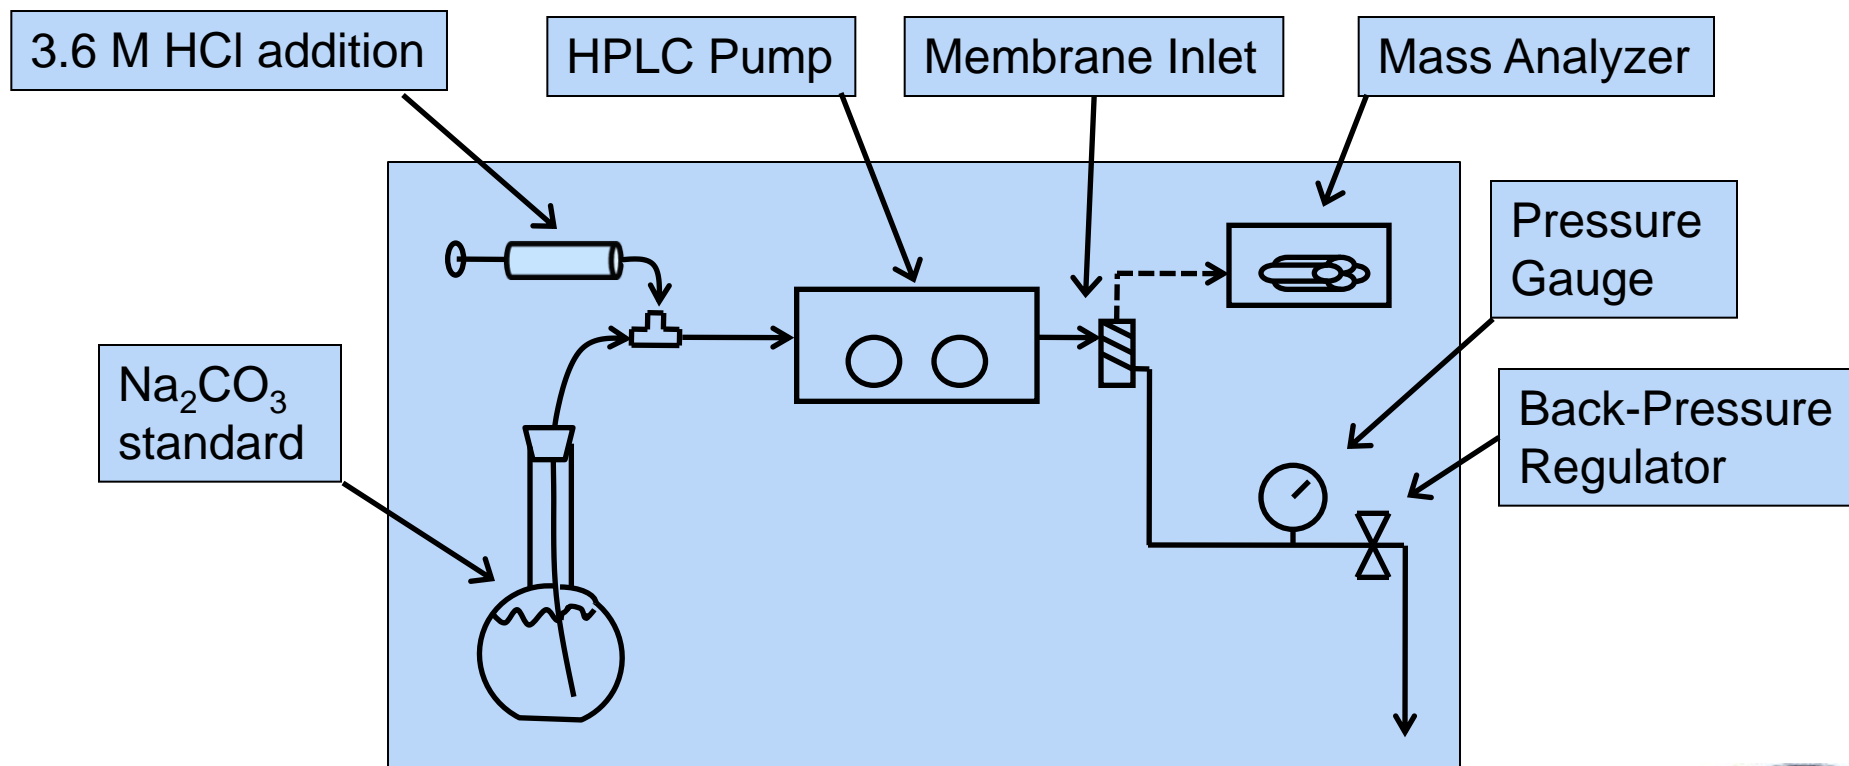 3.6 M HCl addition
HPLC Pump
Membrane Inlet
Mass Analyzer
Pressure
Gauge
Na₂CO₃
standard
Back-Pressure
Regulator